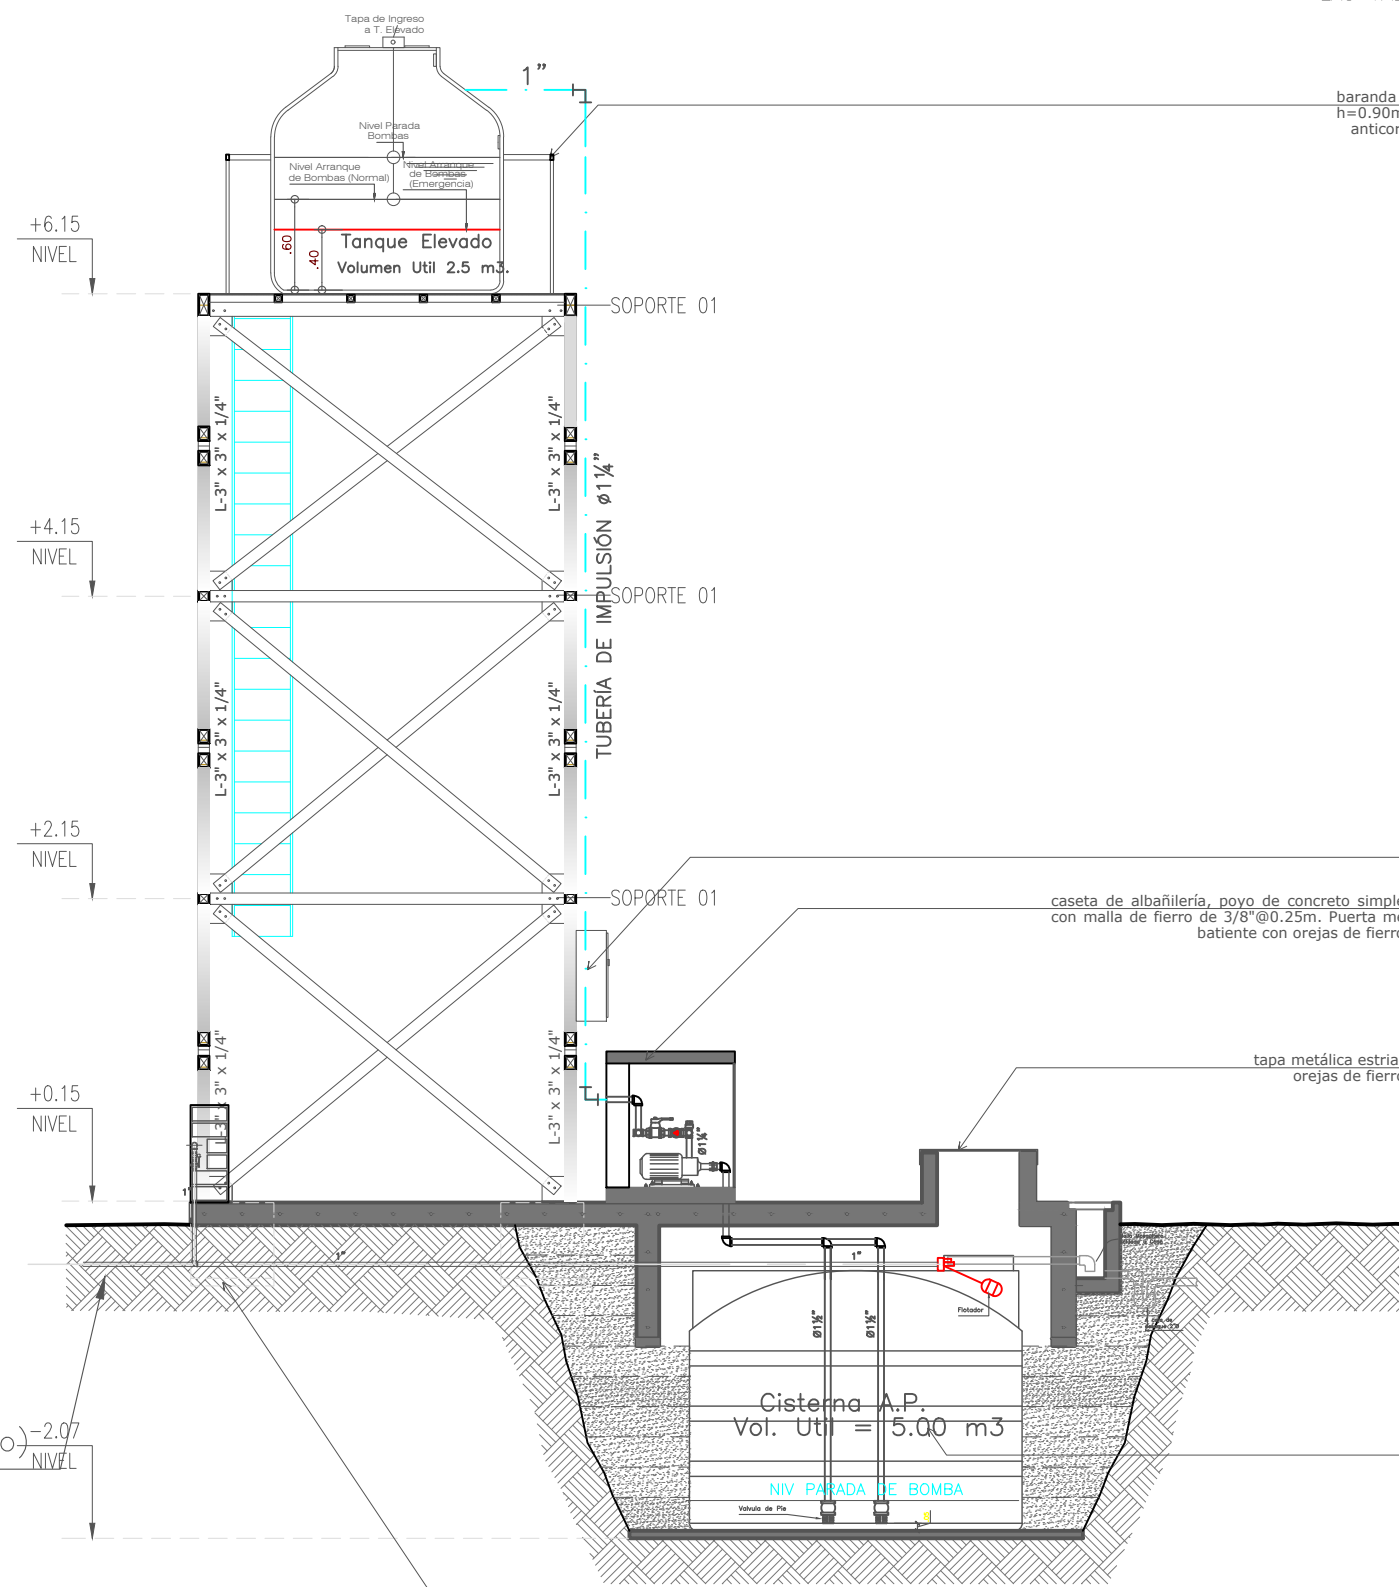 Tapa de Ingreso
a T. Elevado
1”
baranda
h=0.90m
anticor
Nivel Parada
Bombas
Nivel Arranque
de Bombas (Normal)
Nivel Arranque
de Bombas
(Emergencia)
+6.15
NIVEL
.60
.40
Tanque Elevado
Volumen Util 2.5 m3.
SOPORTE 01
L-3" x 3" x 1/4"
L-3" x 3" x 1/4"
TUBERÍA DE IMPULSIÓN ø1¼”
+4.15
NIVEL
SOPORTE 01
L-3" x 3" x 1/4"
L-3" x 3" x 1/4"
+2.15
NIVEL
SOPORTE 01
caseta de albañilería, poyo de concreto simple
con malla de fierro de 3/8"@0.25m. Puerta me
batiente con orejas de fierro
L-3" x 3" x 1/4"
L-3" x 3" x 1/4"
tapa metálica estria
orejas de fierro
+0.15
NIVEL
Ø1¼"
1"
1"
1"
Flotador
Ø1½"
Ø1½"
Cisterna A.P.
Vol. Util = 5.00 m3
-2.07
NIVEL
NIV PARADA DE BOMBA
Valvula de Pie